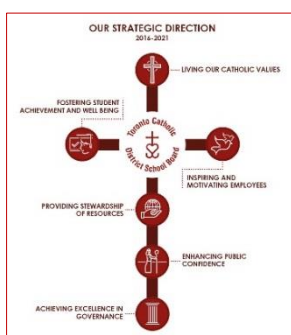 OUR STRATEGIC DIRECTION
2016-2021
LIVING OUR CATHOLIC VALUES
FOSTERING STUDENT
ACHIEVEMENT AND WELL BEING
Toronto Catholic
District School Board
INSPIRING AND
MOTIVATING EMPLOYEES
PROVIDING STEWARDSHIP
OF RESOURCES
ENHANCING PUBLIC
CONFIDENCE
ACHIEVING EXCELLENCE IN
GOVERNANCE